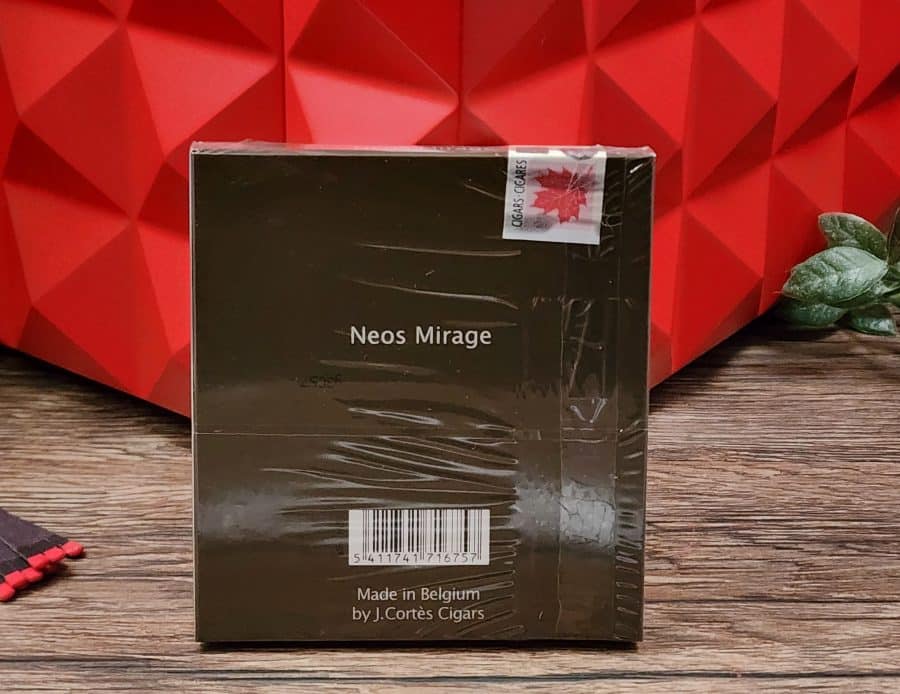 CIGARS · CIGARES
Neos Mirage
5 411741 716757
Made in Belgium
by J.Cortès Cigars